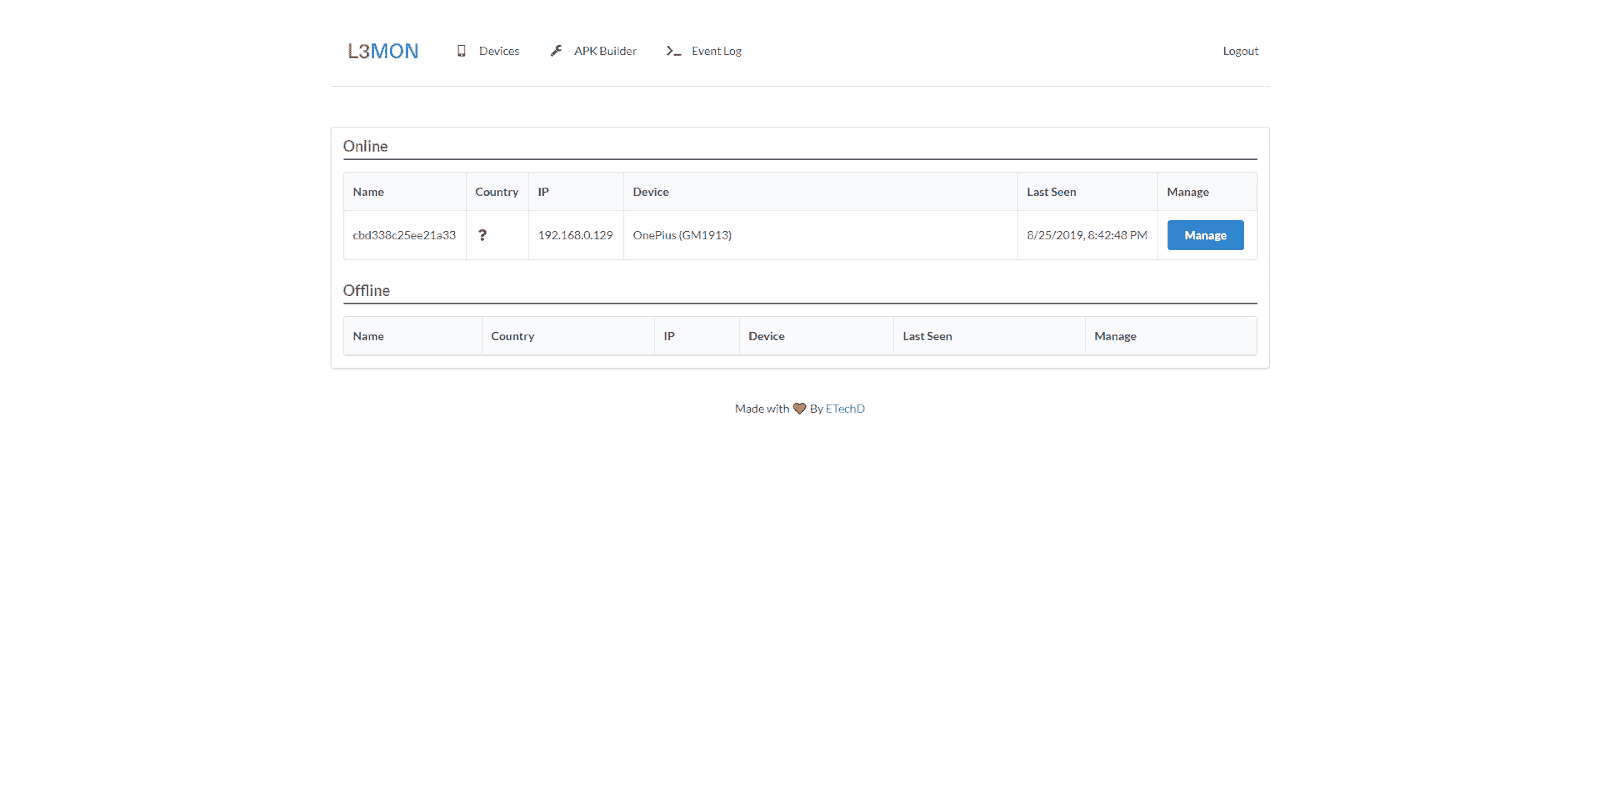 L3MON Devices APK Builder Event Log Logout
Online
Name Country IP Device Last Seen Manage
cbd338c25ee21a33 ? 192.168.0.129 OnePlus (GM1913) 8/25/2019, 8:42:48 PM Manage
Offline
Name Country IP Device Last Seen Manage
Made with By ETechD